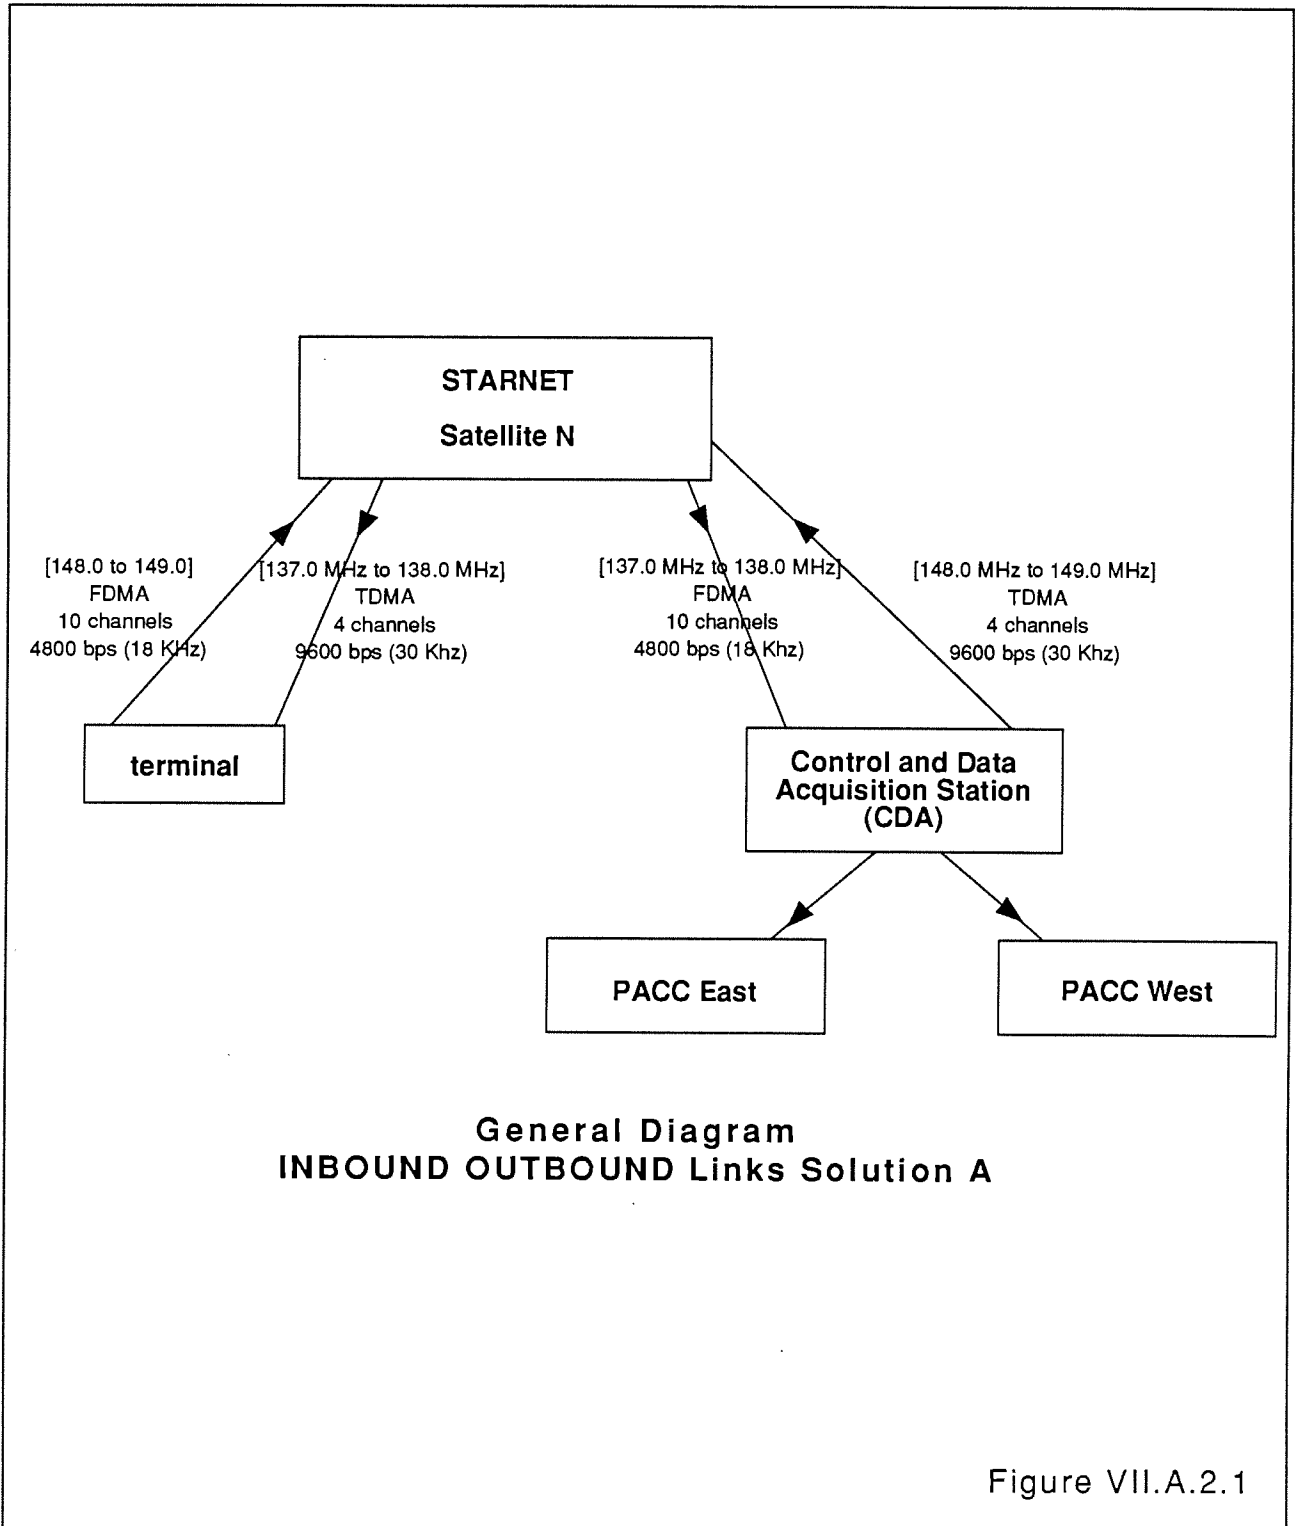 STARNET
Satellite N
[148.0 to 149.0]
FDMA
10 channels
4800 bps (18 KHz)
[137.0 MHz to 138.0 MHz]
TDMA
4 channels
9600 bps (30 Khz)
[137.0 MHz to 138.0 MHz]
FDMA
10 channels
4800 bps (18 Khz)
[148.0 MHz to 149.0 MHz]
TDMA
4 channels
9600 bps (30 Khz)
terminal
Control and Data
Acquisition Station
(CDA)
PACC East
PACC West
General Diagram
INBOUND OUTBOUND Links Solution A
Figure VII.A.2.1